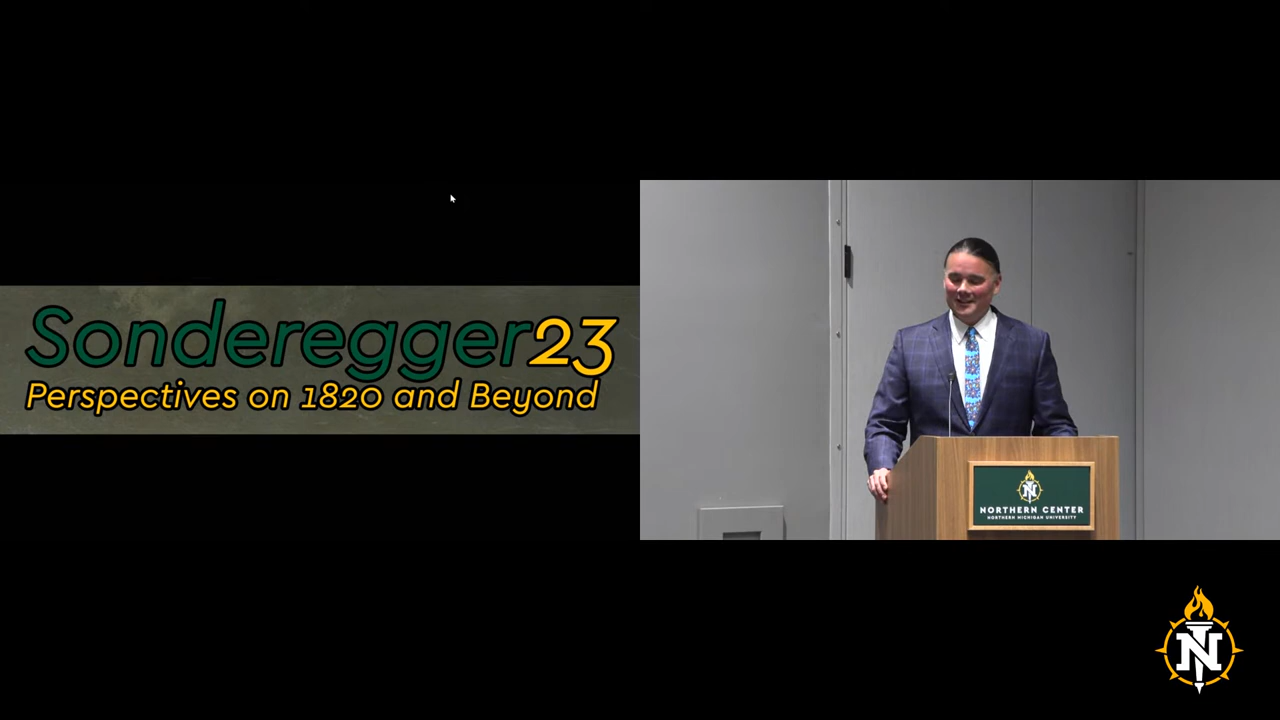 Sonderegger23
Perspectives on 1820 and Beyond
N
NORTHERN CENTER
NORTHERN MICHIGAN UNIVERSITY
N